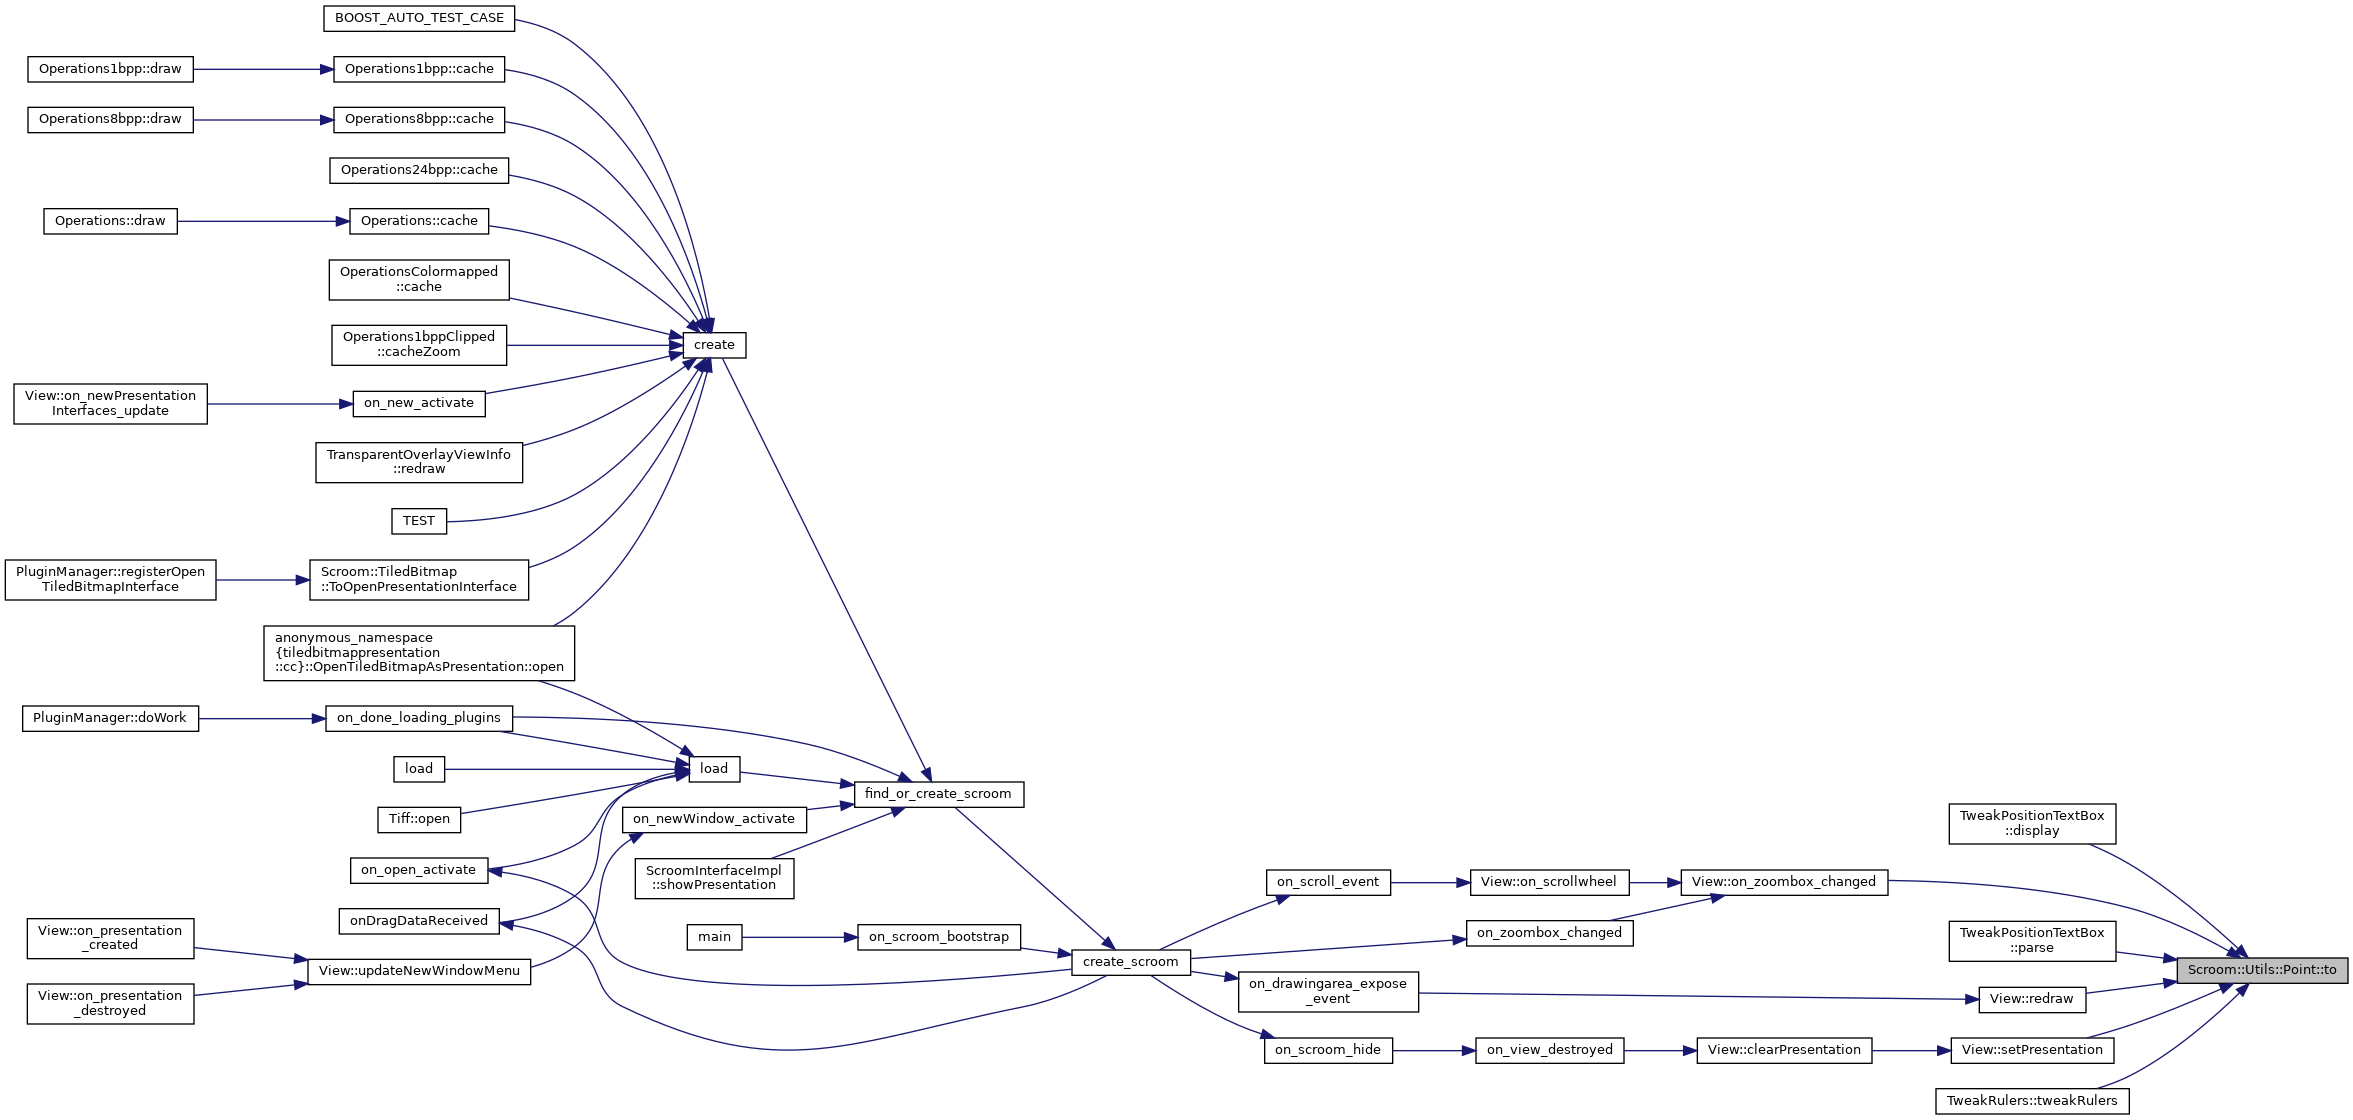 BOOST_AUTO_TEST_CASE
Operations1bpp::draw
Operations1bpp::cache
Operations8bpp::draw
Operations8bpp::cache
Operations24bpp::cache
Operations::draw
Operations::cache
OperationsColormapped
::cache
create
Operations1bppClipped
::cacheZoom
View::on_newPresentation
Interfaces_update
on_new_activate
TransparentOverlayViewInfo
::redraw
TEST
PluginManager::registerOpen
TiledBitmapInterface
Scroom::TiledBitmap
::ToOpenPresentationInterface
anonymous_namespace
{tiledbitmappresentation
::cc}::OpenTiledBitmapAsPresentation::open
PluginManager::doWork
on_done_loading_plugins
load
load
find_or_create_scroom
Tiff::open
on_newWindow_activate
on_open_activate
ScroomInterfaceImpl
::showPresentation
onDragDataReceived
View::on_presentation
_created
View::updateNewWindowMenu
View::on_presentation
_destroyed
main
on_scroom_bootstrap
create_scroom
on_scroll_event
View::on_scrollwheel
View::on_zoombox_changed
on_zoombox_changed
on_drawingarea_expose
_event
on_scroom_hide
on_view_destroyed
View::clearPresentation
TweakPositionTextBox
::display
TweakPositionTextBox
::parse
Scroom::Utils::Point::to
View::redraw
View::setPresentation
TweakRulers::tweakRulers